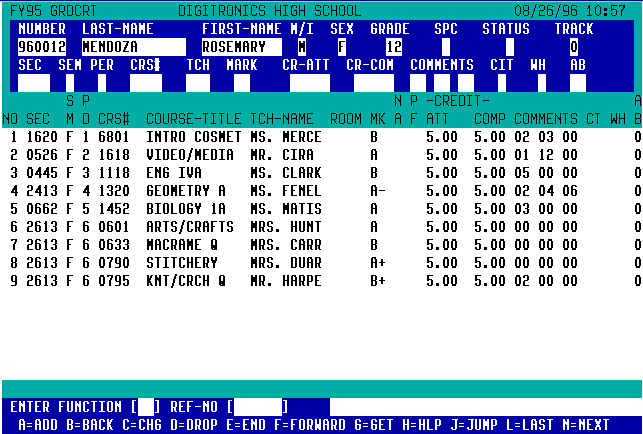 FY95 GROCRT DIGITRONICS HIGH SCHOOL 08/26/96 10:57
NUMBER LAST-NAME FIRST-NAME M/I SEX GRADE SPC STATUS TRACK
960012 MENDOZA ROSEMARY M F 12 0
SEC SEM PER CRS# TCH MARK CR-ATT CR-COM COMMENTS CIT WH AB
S P N P -CREDIT- A
NO SEC M D CRS# COURSE-TITLE TCH-NAME ROOM MK A F ATT COMP COMMENTS CT WH B
1 1620 F 1 6801 INTRO COSMET MS. MERCE B 5.00 5.00 02 03 00 0
2 0526 F 2 1618 VIDEO/MEDIA MR. CIRA A 5.00 5.00 01 12 00 0
3 0445 F 3 1118 ENG IVA MS. CLARK B 5.00 5.00 05 00 00 0
4 2413 F 4 1320 GEOMETRY A MS. FEMEL A- 5.00 5.00 02 04 06 0
5 0662 F 5 1452 BIOLOGY 1A MS. MATIS A 5.00 5.00 03 00 00 0
6 2613 F 6 0601 ARTS/CRAFTS MRS. HUNT A 5.00 5.00 00 00 00 0
7 2613 F 6 0633 MACRAME Q MRS. CARR B 5.00 5.00 00 00 00 0
8 2613 F 6 0790 STITCHERY MRS. DUAR A+ 5.00 5.00 00 00 00 0
9 2613 F 6 0795 KNT/CRCH Q MR. HARPE B+ 5.00 5.00 02 00 00 0
ENTER FUNCTION [ ] REF-NO [ ]
A=ADD B=BACK C=CHG D=DROP E=END F=FORWARD G=GET H=HLP J=JUMP L=LAST N=NEXT